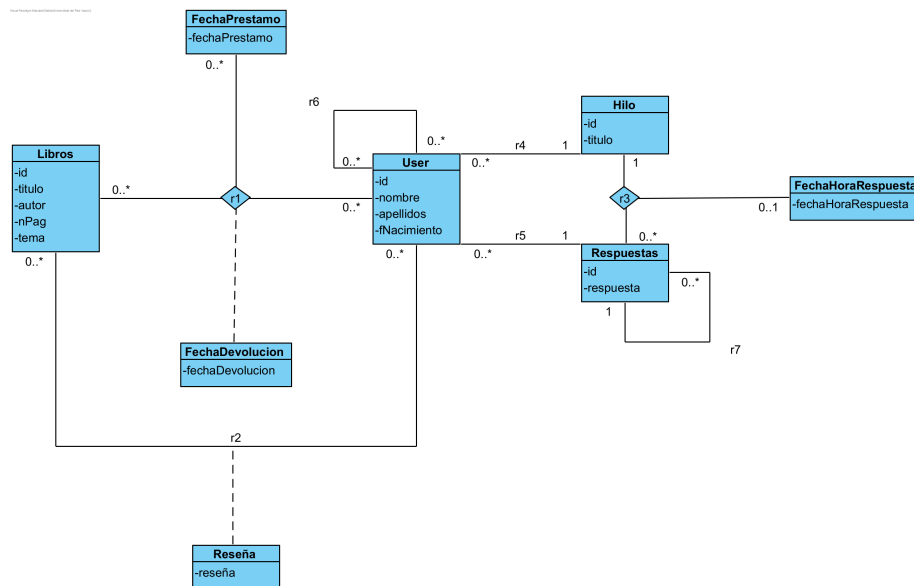 FechaPrestamo
-fechaPrestamo
0..*
r6
Hilo
-id
-titulo
0..*
r4
1
0..*
0..*
1
Libros
-id
-titulo
-autor
-nPag
-tema
0..*
r1
0..*
User
-id
-nombre
-apellidos
-fNacimiento
r3
FechaHoraRespuesta
-fechaHoraRespuesta
0..1
r5
1
0..*
0..*
0..*
0..*
Respuestas
-id
-respuesta
0..*
1
r7
FechaDevolucion
-fechaDevolucion
r2
Reseña
-reseña